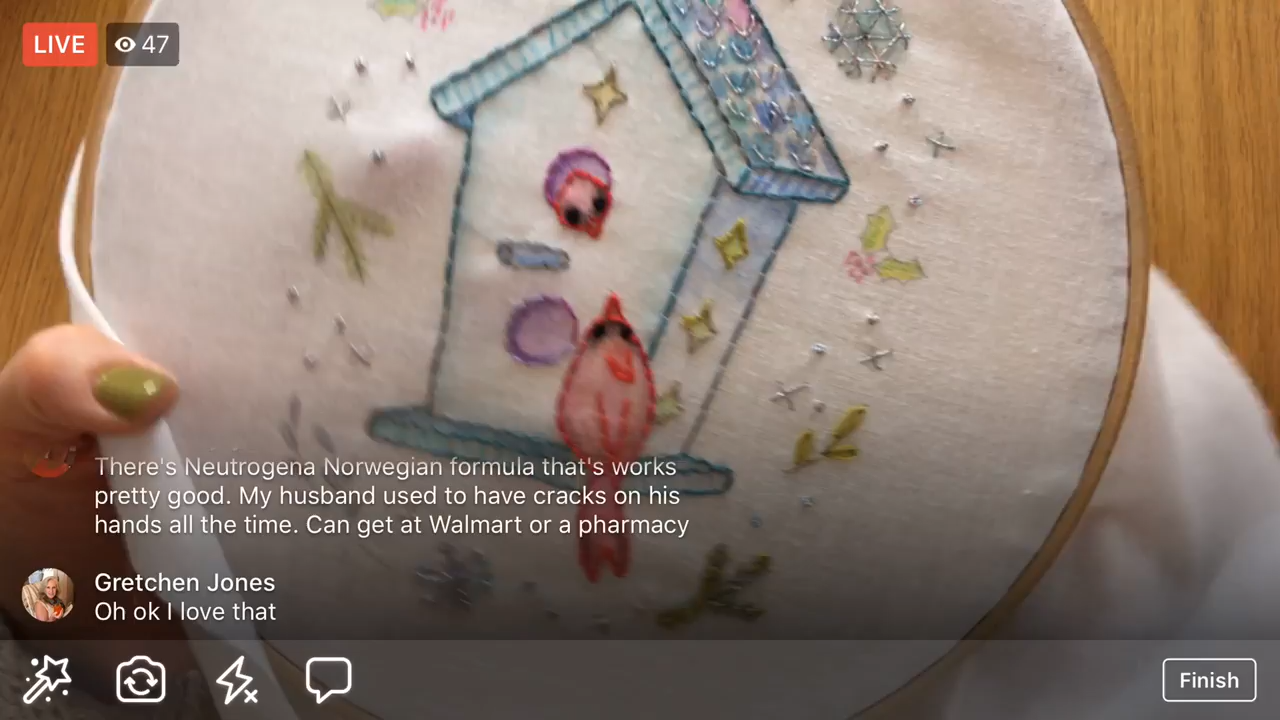 LIVE 47
There's Neutrogena Norwegian formula that's works
pretty good. My husband used to have cracks on his
hands all the time. Can get at Walmart or a pharmacy
Gretchen Jones
Oh ok I love that
Finish